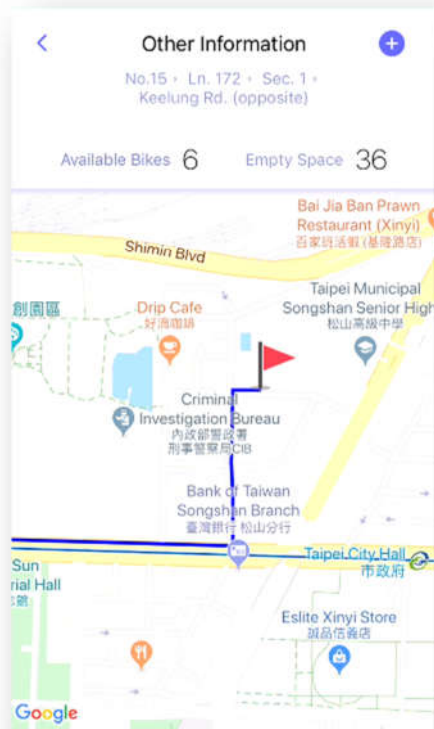 Other Information
No.15，Ln. 172，Sec. 1，
Keelung Rd. (opposite)
Available Bikes 6 Empty Space 36
Bai Jia Ban Prawn
Restaurant (Xinyi)
百家班活蝦 (基隆路店)
Shimin Blvd
Taipei Municipal
Songshan Senior High
松山高級中學
創園區
Drip Cafe
好滴咖啡
Criminal
Investigation Bureau
內政部警政署
刑事警察局CIB
Bank of Taiwan
Songshan Branch
臺灣銀行 松山分行
Taipei City Hall
市政府
Sun
rial Hall
Eslite Xinyi Store
誠品信義店
Google